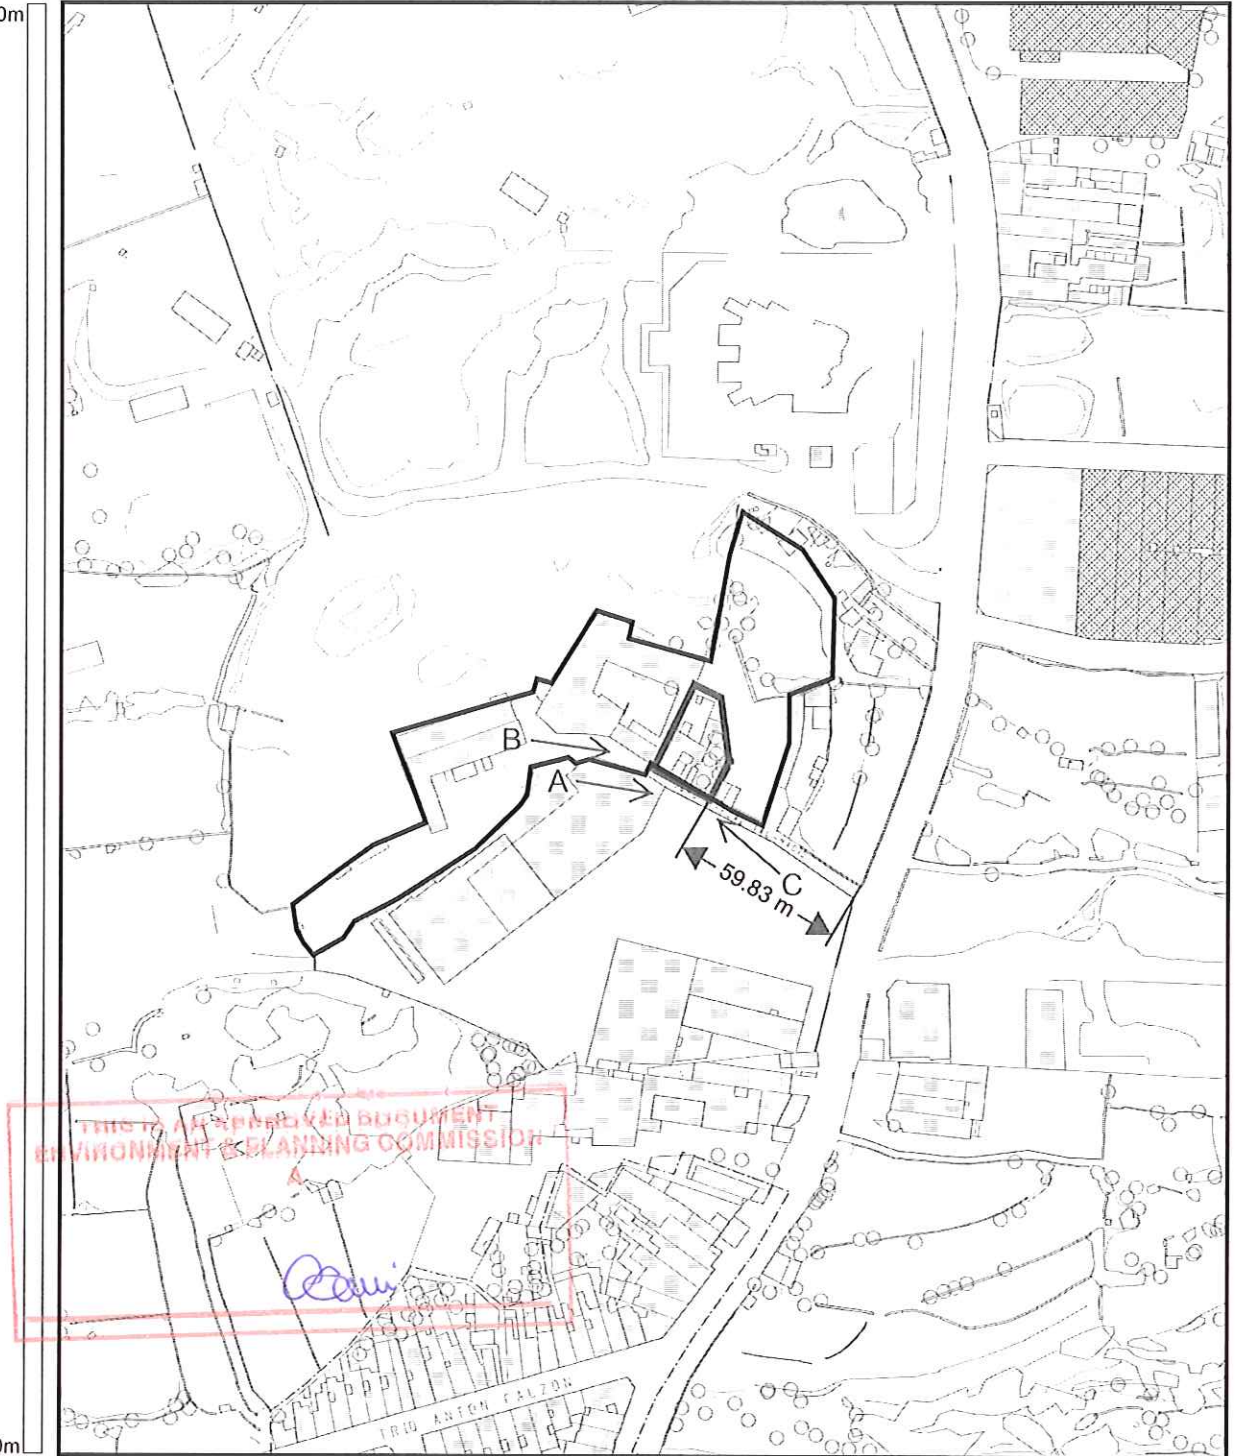 0m
B
A
C
59.83 m
THIS IS AN APPROVED DOCUMENT
ENVIRONMENT & PLANNING COMMISSION
A
TRIQ ANTON FALZON
0m